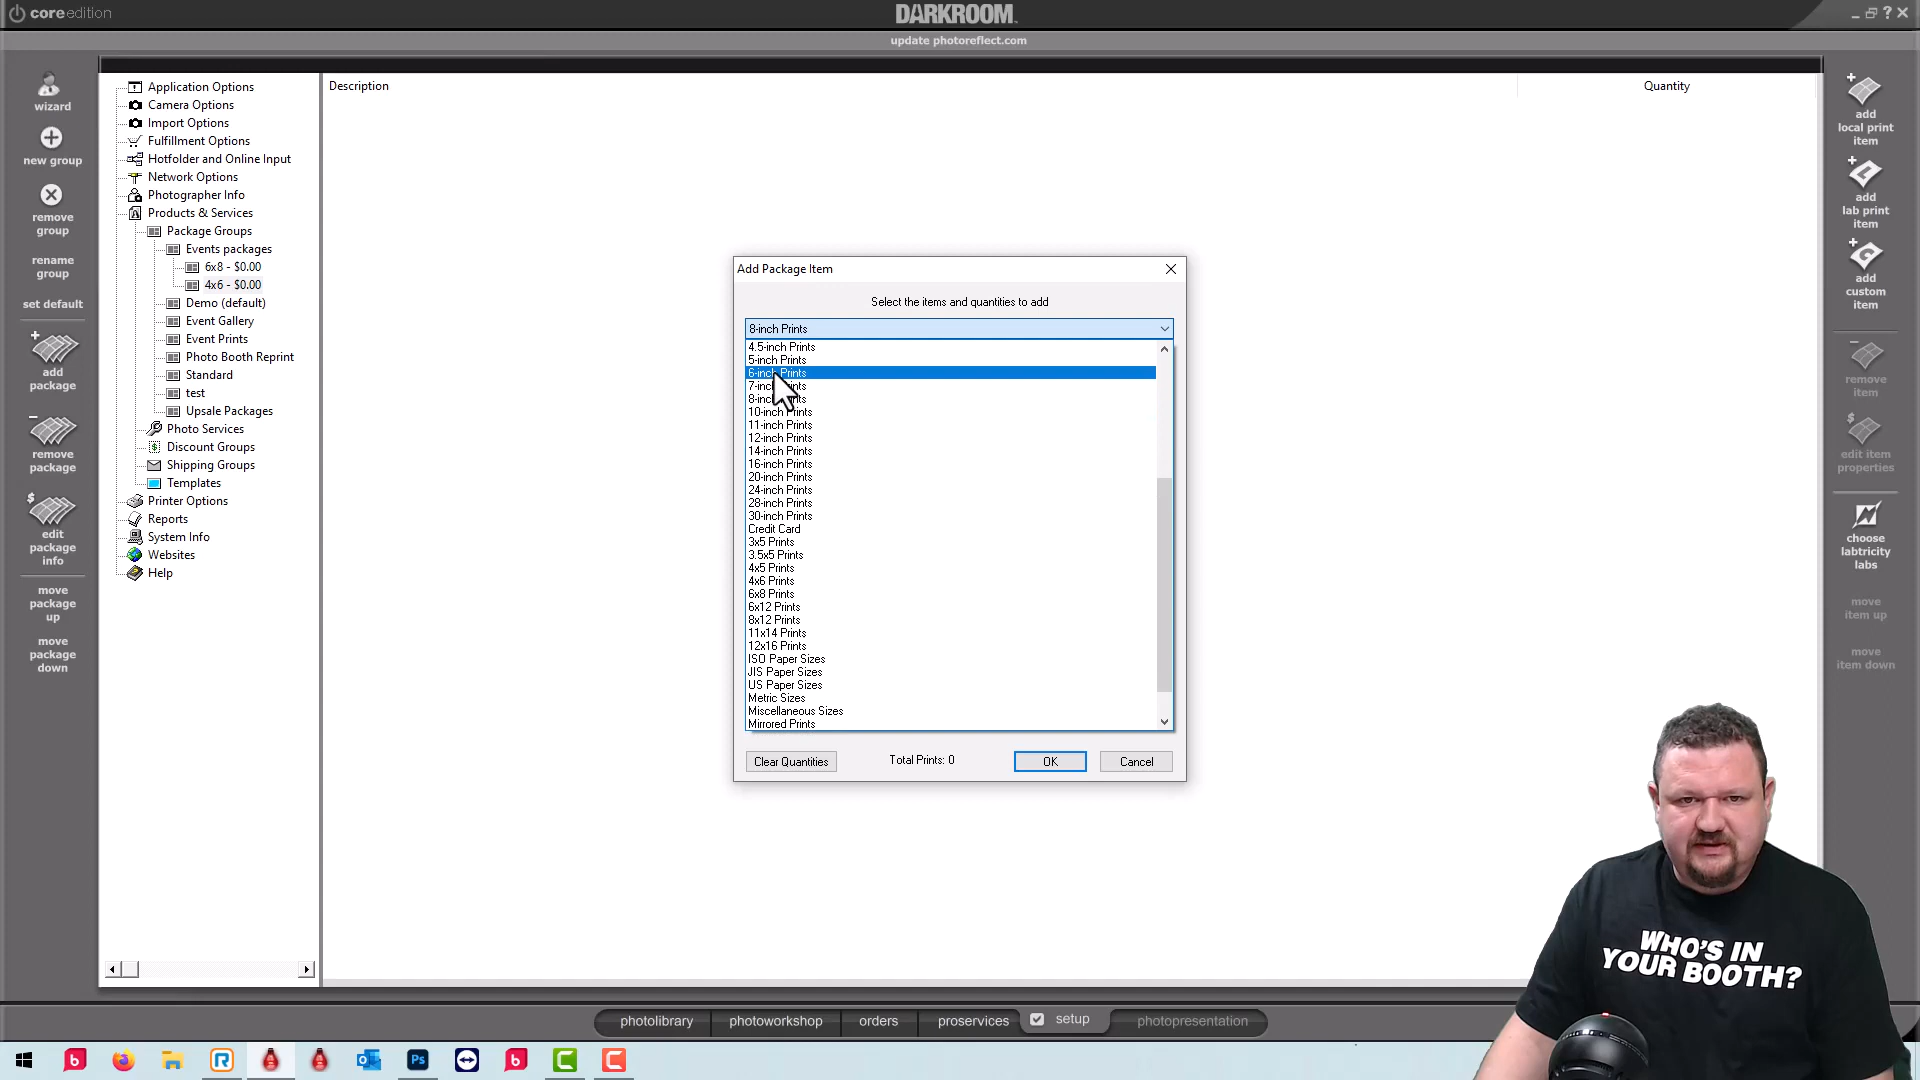 coreedition
DARKROOM
update photoreflect.com
wizard
new group
remove
group
rename
group
set default
add
package
remove
package
edit
package
info
move
package
up
move
package
down
Application Options
Camera Options
Import Options
Fulfillment Options
Hotfolder and Online Input
Network Options
Photographer Info
Products & Services
Package Groups
Events packages
6x8 - $0.00
4x6 - $0.00
Demo (default)
Event Gallery
Event Prints
Photo Booth Reprint
Standard
test
Upsale Packages
Photo Services
Discount Groups
Shipping Groups
Templates
Printer Options
Reports
System Info
Websites
Help
Description
Quantity
Add Package Item
Select the items and quantities to add
8-inch Prints
4.5-inch Prints
5-inch Prints
6-inch Prints
7-inch Prints
8-inch Prints
10-inch Prints
11-inch Prints
12-inch Prints
14-inch Prints
16-inch Prints
20-inch Prints
24-inch Prints
28-inch Prints
30-inch Prints
Credit Card
3x5 Prints
3.5x5 Prints
4x5 Prints
4x6 Prints
6x8 Prints
6x12 Prints
8x12 Prints
11x14 Prints
12x16 Prints
ISO Paper Sizes
JIS Paper Sizes
US Paper Sizes
Metric Sizes
Miscellaneous Sizes
Mirrored Prints
Clear Quantities
Total Prints: 0
OK
Cancel
add
local print
item
add
lab print
item
add
custom
item
remove
item
edit item
properties
choose
labtricity
labs
move
item up
move
item down
WHO'S IN
YOUR BOOTH?
photolibrary
photoworkshop
orders
proservices
setup
photopresentation